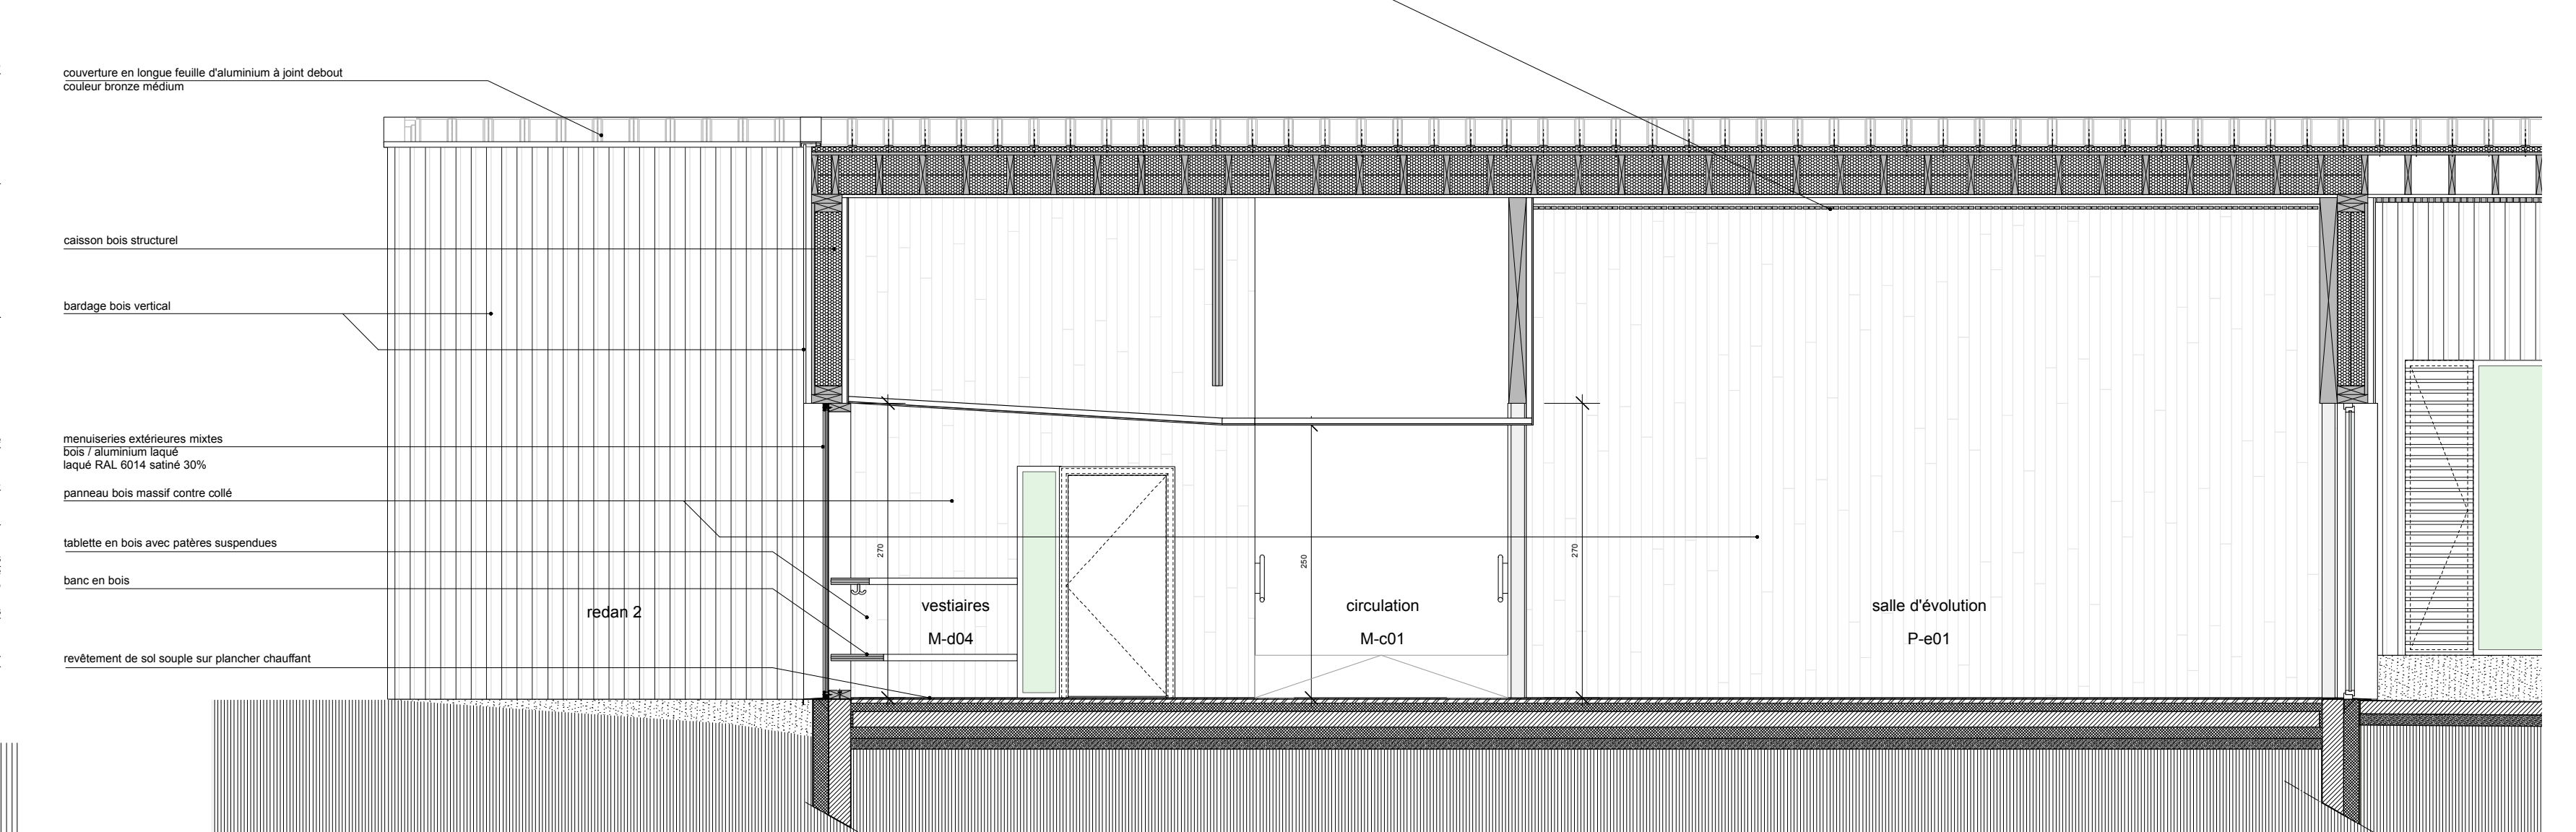 couverture en longue feuille d'aluminium à joint debout
couleur bronze médium
caisson bois structurel
bardage bois vertical
menuiseries extérieures mixtes
bois / aluminium laqué
laqué RAL 6014 satiné 30%
panneau bois massif contre collé
tablette en bois avec patères suspendues
banc en bois
revêtement de sol souple sur plancher chauffant
270
250
270
redan 2
vestiaires
M-d04
circulation
M-c01
salle d'évolution
P-e01